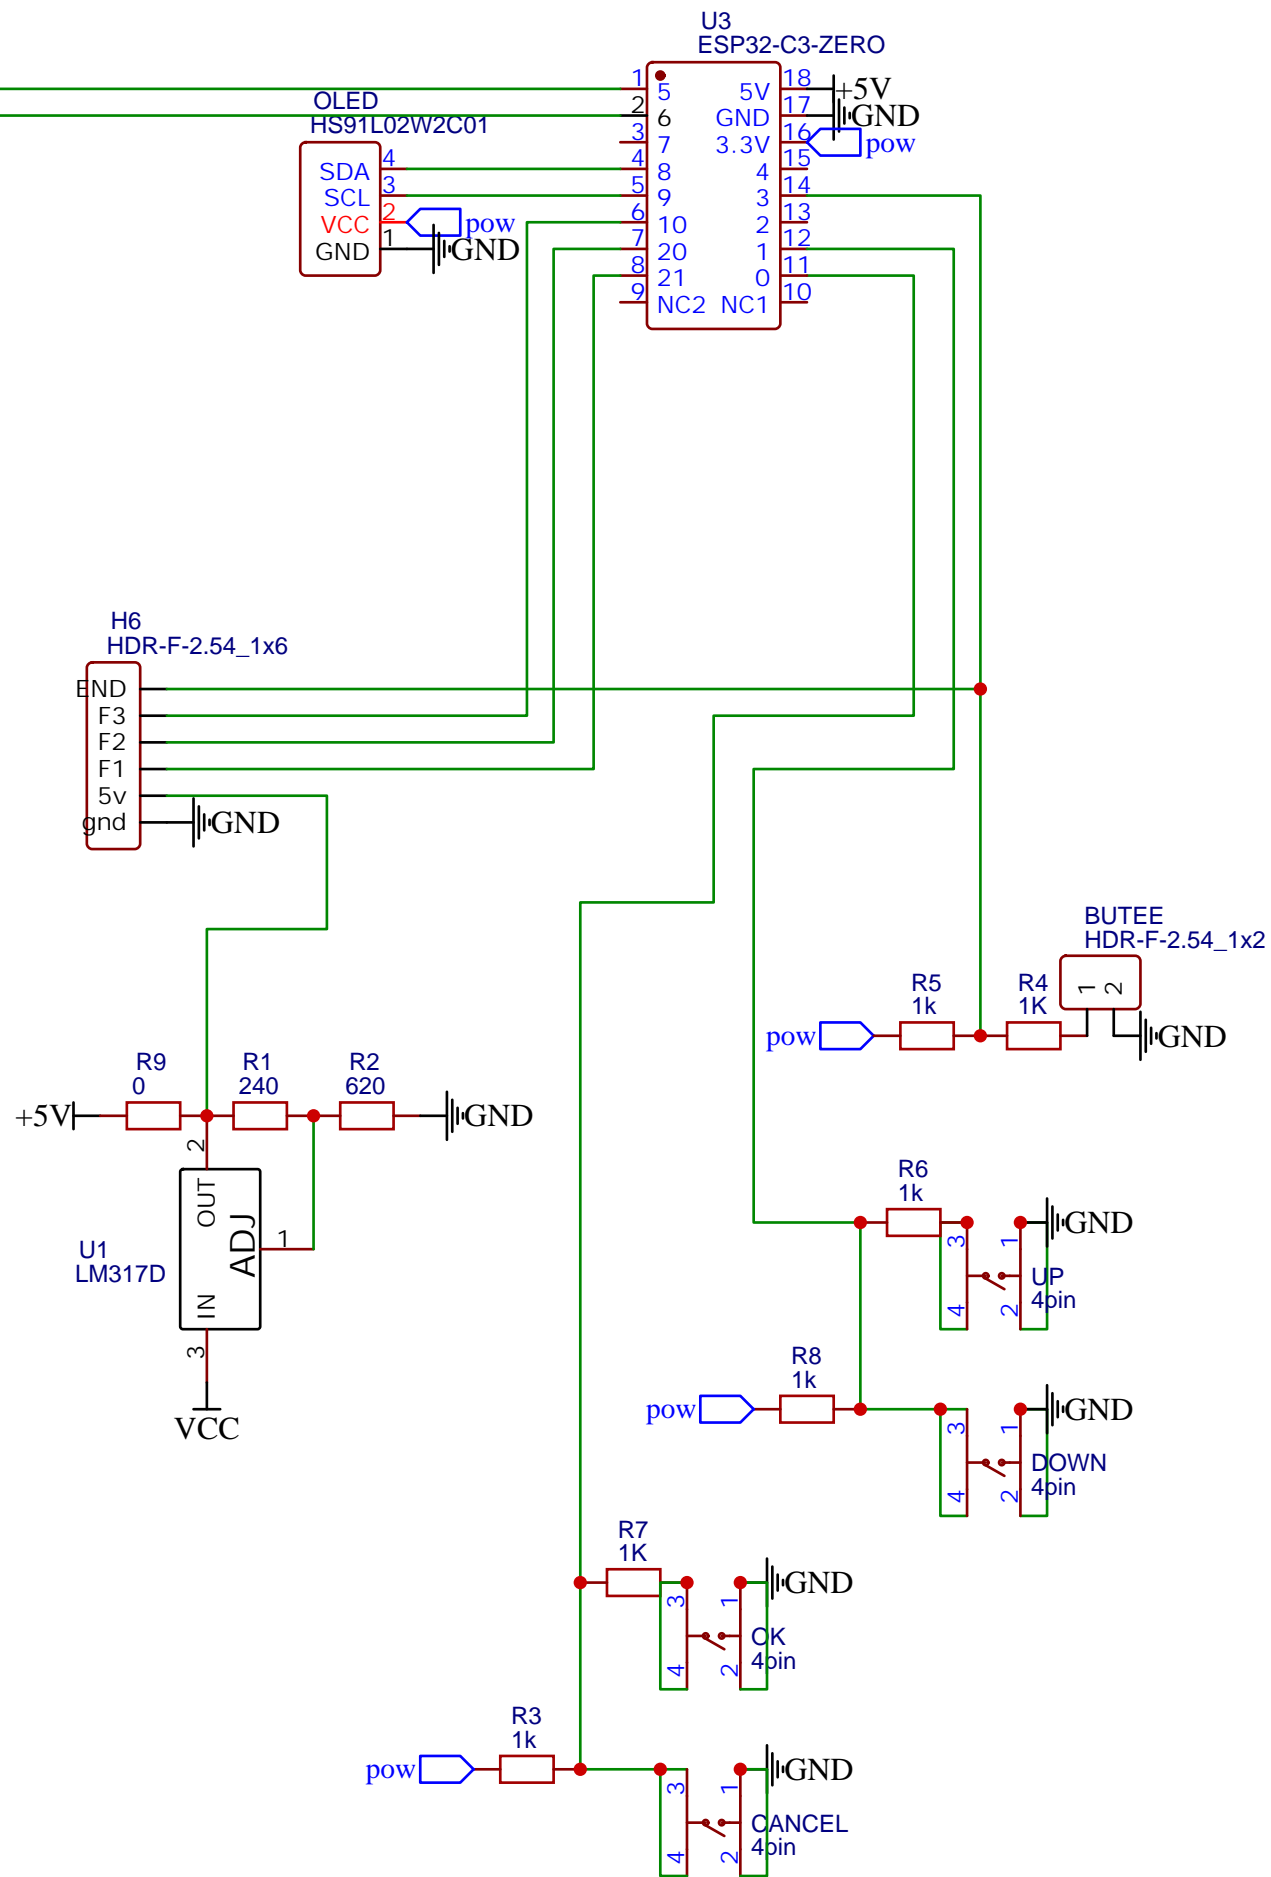 U3
ESP32-C3-ZERO
1 5 5V 18 +5V
2 6 GND 17 GND
3 7 3.3V 16 pow
4 8 4 15
5 9 3 14
6 10 2 13
7 20 1 12
8 21 0 11
9 NC2 NC1 10
OLED
HS91L02W2C01
SDA 4
SCL 3
VCC 2 pow
GND 1 GND
H6
HDR-F-2.54_1x6
END
F3
F2
F1
5v
gnd GND
BUTEE
HDR-F-2.54_1x2
1 2
R5
1k
R4
1K
pow
GND
R9
0
R1
240
R2
620
+5V
GND
2
OUT
ADJ
1
U1
LM317D
IN
3
VCC
R6
1k
GND
3
1
UP
4pin
4
2
R8
1k
pow
GND
3
1
DOWN
4pin
4
2
R7
1K
GND
3
1
OK
4pin
4
2
R3
1k
pow
GND
3
1
CANCEL
4pin
4
2